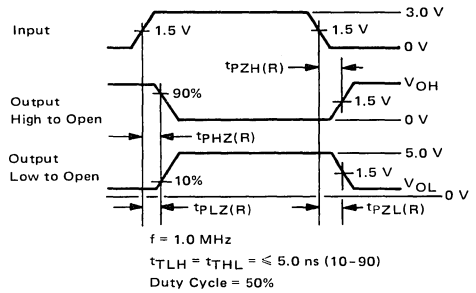 3.0 V
Input
1.5 V
1.5 V
0 V
tPZH(R)
VOH
90%
Output
High to Open
1.5 V
0 V
tPHZ(R)
Output
Low to Open
5.0 V
1.5 V
10%
VOL
0 V
tPLZ(R)
tPZL(R)
f = 1.0 MHz
tTLH = tTHL = ≤ 5.0 ns (10-90)
Duty Cycle = 50%